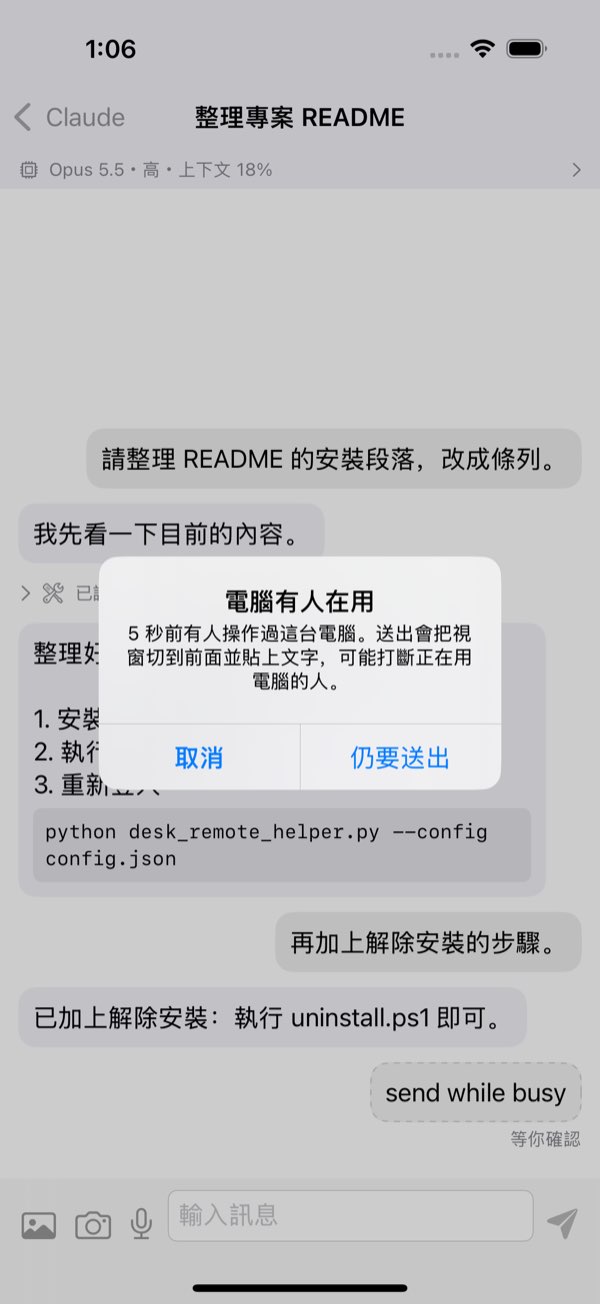 1:06
Claude
整理專案 README
Opus 5.5・高・上下文 18%
請整理 README 的安裝段落，改成條列。
我先看一下目前的內容。
電腦有人在用
5 秒前有人操作過這台電腦。送出會把視
窗切到前面並貼上文字，可能打斷正在用
電腦的人。
取消
仍要送出
整理好
1. 安裝
2. 執行
3. 重新登入
python desk_remote_helper.py --config
config.json
再加上解除安裝的步驟。
已加上解除安裝：執行 uninstall.ps1 即可。
send while busy
等你確認
輸入訊息